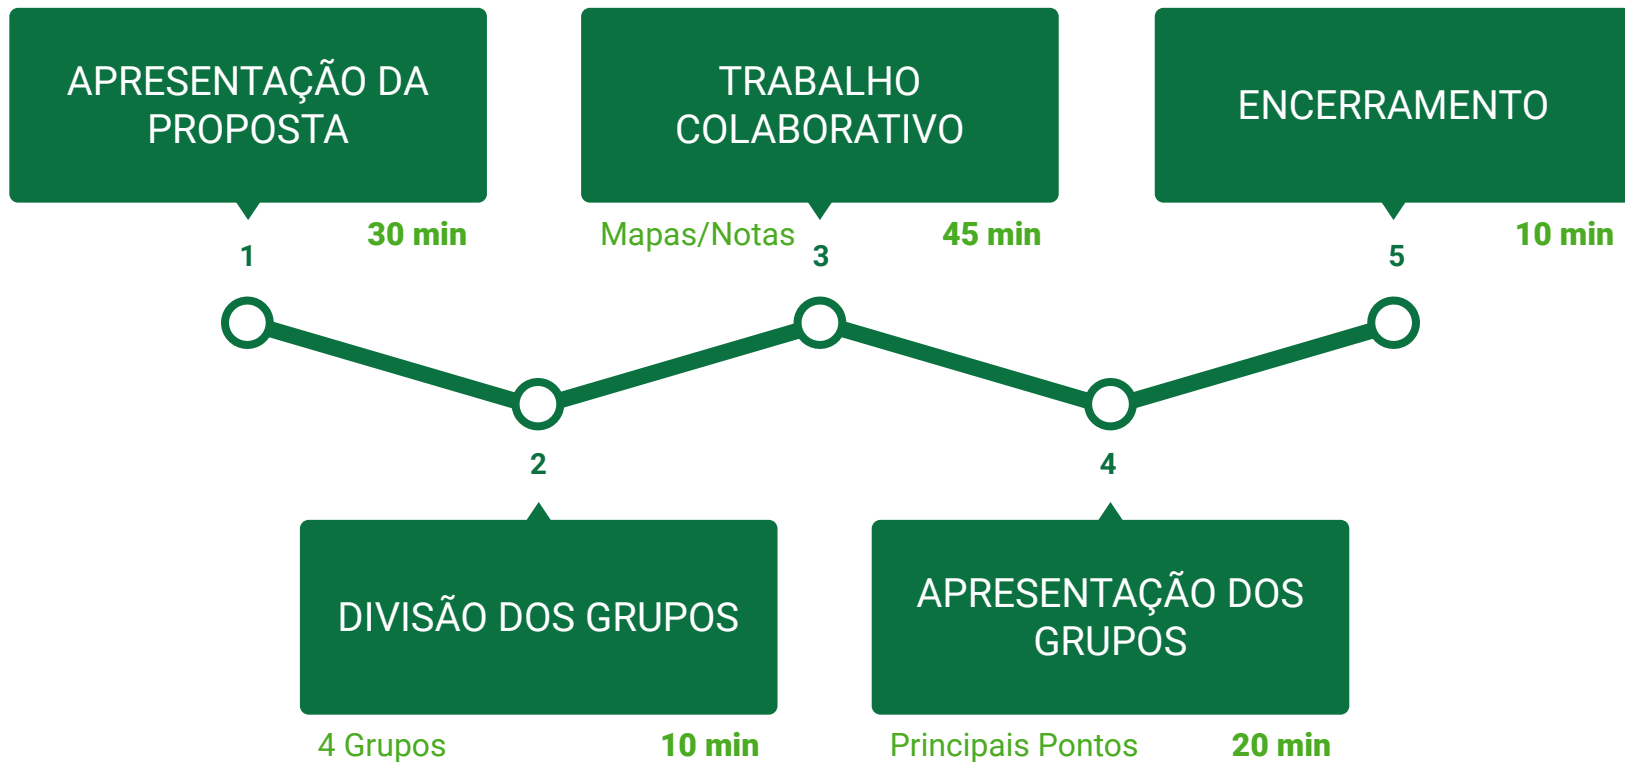 APRESENTAÇÃO DA
PROPOSTA
30 min
1
DIVISÃO DOS GRUPOS
4 Grupos
10 min
2
TRABALHO
COLABORATIVO
Mapas/Notas
45 min
3
APRESENTAÇÃO DOS
GRUPOS
Principais Pontos
20 min
4
ENCERRAMENTO
10 min
5